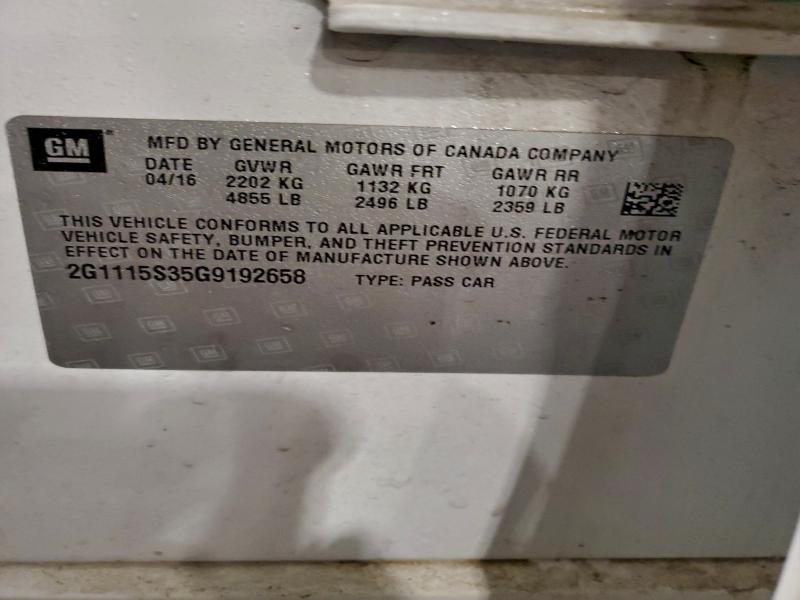 GM
MFD BY GENERAL MOTORS OF CANADA COMPANY
DATE GVWR GAWR FRT GAWR RR
04/16 2202 KG 1132 KG 1070 KG
4855 LB 2496 LB 2359 LB
THIS VEHICLE CONFORMS TO ALL APPLICABLE U.S. FEDERAL MOTOR
VEHICLE SAFETY, BUMPER, AND THEFT PREVENTION STANDARDS IN
EFFECT ON THE DATE OF MANUFACTURE SHOWN ABOVE.
2G1115S35G9192658 TYPE: PASS CAR